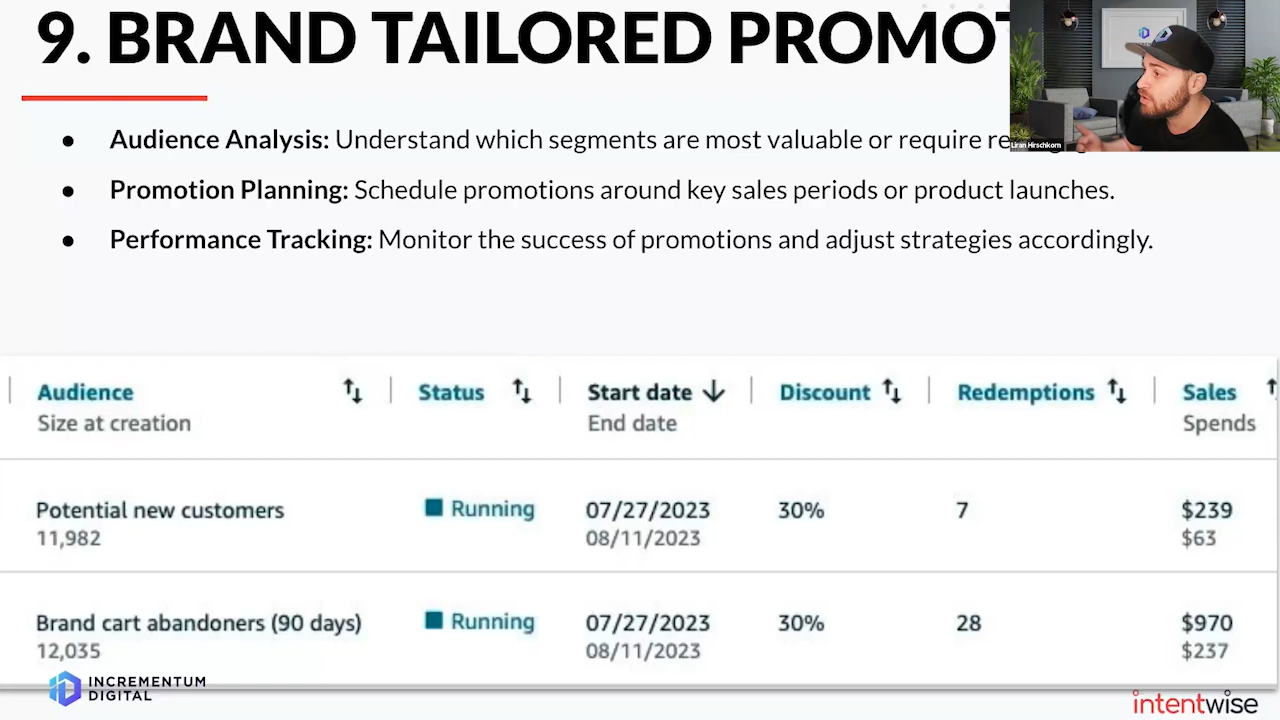 9. BRAND TAILORED PROMOT
● Audience Analysis: Understand which segments are most valuable or require re
● Promotion Planning: Schedule promotions around key sales periods or product launches.
● Performance Tracking: Monitor the success of promotions and adjust strategies accordingly.
Liran Hirschkorn
Audience Status Start date Discount Redemptions Sales
Size at creation End date Spends
Potential new customers Running 07/27/2023 30% 7 $239
11,982 08/11/2023 $63
Brand cart abandoners (90 days) Running 07/27/2023 30% 28 $970
12,035 08/11/2023 $237
INCREMENTUM
DIGITAL
intentwise